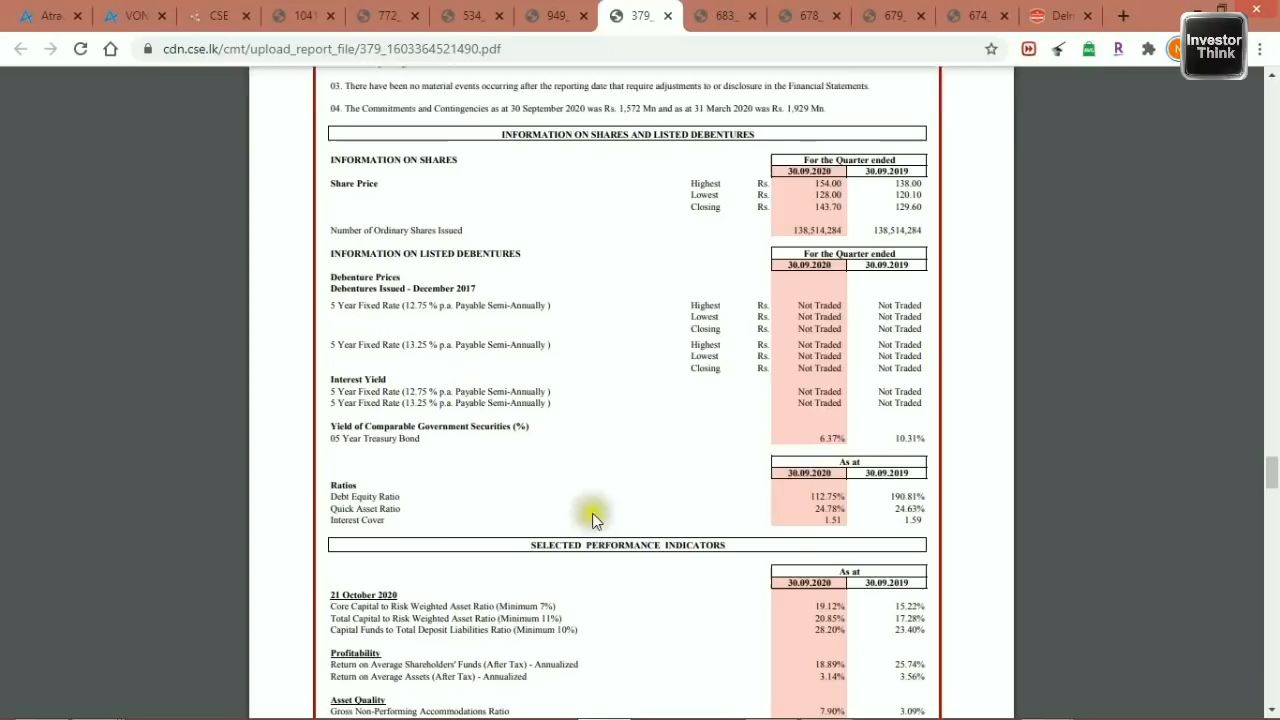 Atra
VON
CSE
1041
772_
534_
949_
379_
683_
678_
679_
674_
Deln
cdn.cse.lk/cmt/upload_report_file/379_1603364521490.pdf
Investor
Think
03. There have been no material events occurring after the reporting date that require adjustments to or disclosure in the Financial Statements.
04. The Commitments and Contingencies as at 30 September 2020 was Rs. 1,572 Mn and as at 31 March 2020 was Rs. 1,929 Mn.
INFORMATION ON SHARES AND LISTED DEBENTURES
INFORMATION ON SHARES For the Quarter ended
30.09.2020 30.09.2019
Share Price Highest Rs. 154.00 138.00
Lowest Rs. 128.00 120.10
Closing Rs. 143.70 129.60
Number of Ordinary Shares Issued 138,514,284 138,514,284
INFORMATION ON LISTED DEBENTURES For the Quarter ended
30.09.2020 30.09.2019
Debenture Prices
Debentures Issued - December 2017
5 Year Fixed Rate (12.75 % p.a. Payable Semi-Annually ) Highest Rs. Not Traded Not Traded
Lowest Rs. Not Traded Not Traded
Closing Rs. Not Traded Not Traded
5 Year Fixed Rate (13.25 % p.a. Payable Semi-Annually ) Highest Rs. Not Traded Not Traded
Lowest Rs. Not Traded Not Traded
Closing Rs. Not Traded Not Traded
Interest Yield
5 Year Fixed Rate (12.75 % p.a. Payable Semi-Annually ) Not Traded Not Traded
5 Year Fixed Rate (13.25 % p.a. Payable Semi-Annually ) Not Traded Not Traded
Yield of Comparable Government Securities (%)
05 Year Treasury Bond 6.37% 10.31%
As at
30.09.2020 30.09.2019
Ratios
Debt Equity Ratio 112.75% 190.81%
Quick Asset Ratio 24.78% 24.63%
Interest Cover 1.51 1.59
SELECTED PERFORMANCE INDICATORS
As at
30.09.2020 30.09.2019
21 October 2020
Core Capital to Risk Weighted Asset Ratio (Minimum 7%) 19.12% 15.22%
Total Capital to Risk Weighted Asset Ratio (Minimum 11%) 20.85% 17.28%
Capital Funds to Total Deposit Liabilities Ratio (Minimum 10%) 28.20% 23.40%
Profitability
Return on Average Shareholders' Funds (After Tax) - Annualized 18.89% 25.74%
Return on Average Assets (After Tax) - Annualized 3.14% 3.56%
Asset Quality
Gross Non-Performing Accommodations Ratio 7.90% 3.09%